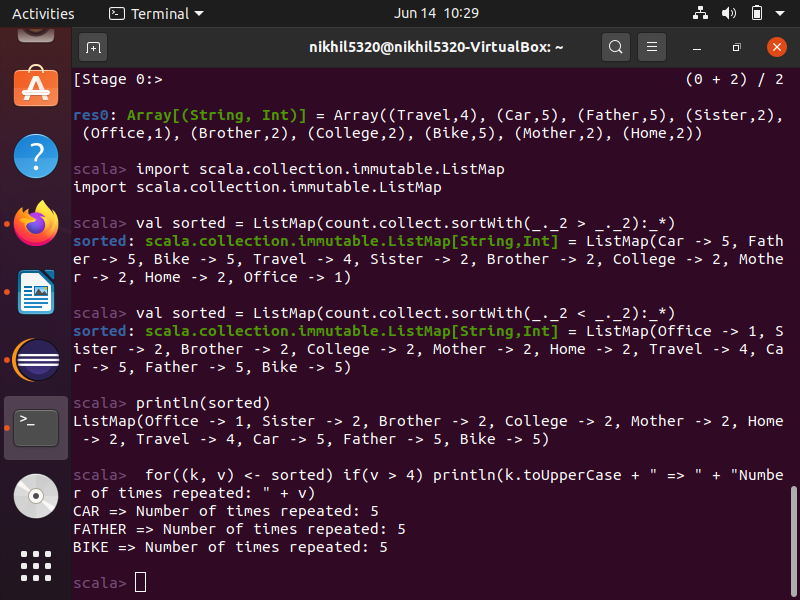 Activities Terminal Jun 14 10:29
nikhil5320@nikhil5320-VirtualBox: ~
[Stage 0:> (0 + 2) / 2
res0: Array[(String, Int)] = Array((Travel,4), (Car,5), (Father,5), (Sister,2),
(Office,1), (Brother,2), (College,2), (Bike,5), (Mother,2), (Home,2))
scala> import scala.collection.immutable.ListMap
import scala.collection.immutable.ListMap
scala> val sorted = ListMap(count.collect.sortWith(_._2 > _._2):_*)
sorted: scala.collection.immutable.ListMap[String,Int] = ListMap(Car -> 5, Fath
er -> 5, Bike -> 5, Travel -> 4, Sister -> 2, Brother -> 2, College -> 2, Mothe
r -> 2, Home -> 2, Office -> 1)
scala> val sorted = ListMap(count.collect.sortWith(_._2 < _._2):_*)
sorted: scala.collection.immutable.ListMap[String,Int] = ListMap(Office -> 1, S
ister -> 2, Brother -> 2, College -> 2, Mother -> 2, Home -> 2, Travel -> 4, Ca
r -> 5, Father -> 5, Bike -> 5)
scala> println(sorted)
ListMap(Office -> 1, Sister -> 2, Brother -> 2, College -> 2, Mother -> 2, Home
-> 2, Travel -> 4, Car -> 5, Father -> 5, Bike -> 5)
scala>  for((k, v) <- sorted) if(v > 4) println(k.toUpperCase + " => " + "Numbe
r of times repeated: " + v)
CAR => Number of times repeated: 5
FATHER => Number of times repeated: 5
BIKE => Number of times repeated: 5
scala>